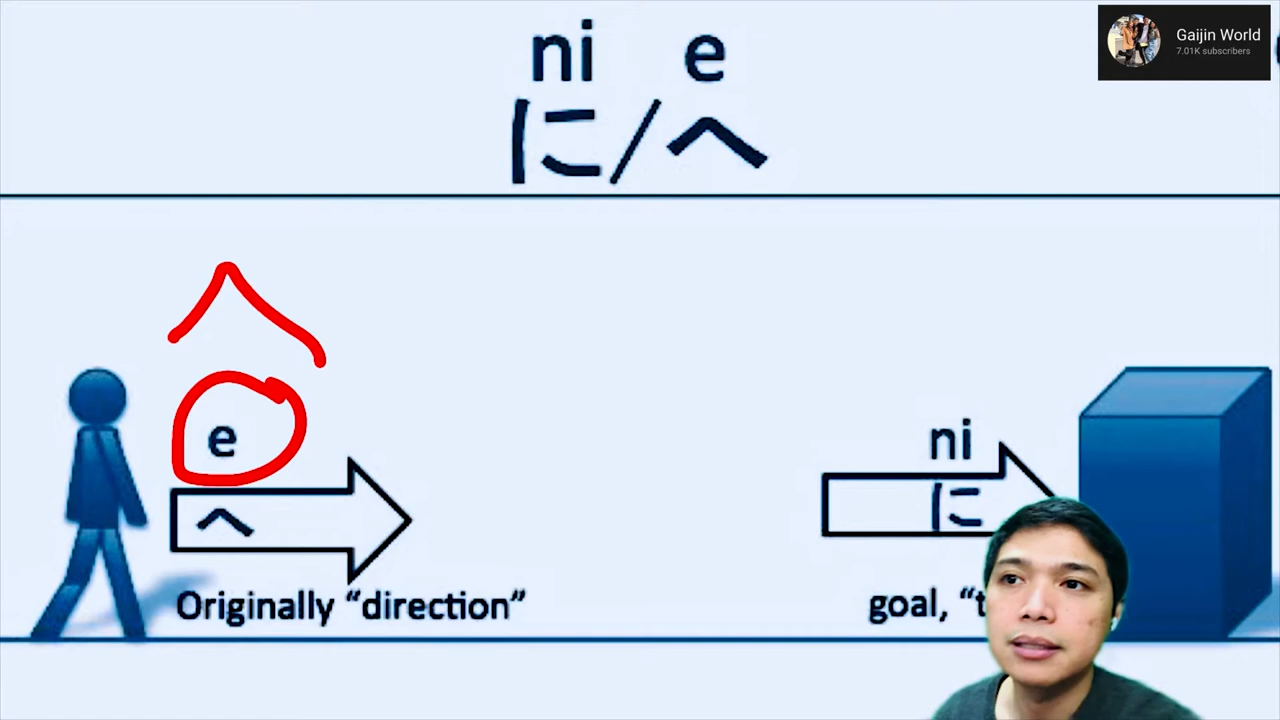 ni e
に/へ
Gaijin World
7.01K subscribers
へ
e
へ
Originally “direction”
ni
に
goal, “t